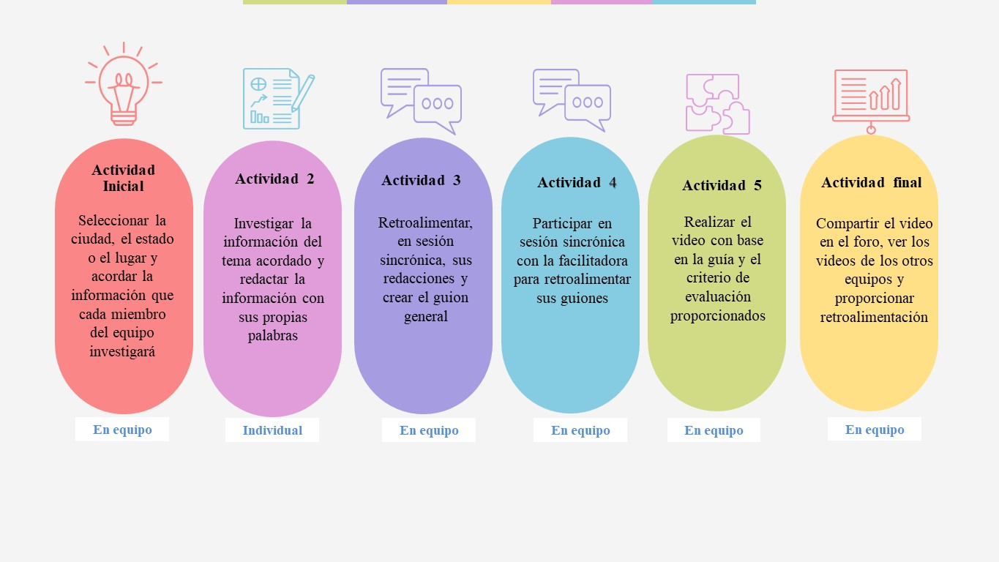 Actividad
Inicial
Seleccionar la
ciudad, el estado
o el lugar y
acordar la
información que
cada miembro
del equipo
investigará
En equipo
Actividad 2
Investigar la
información del
tema acordado y
redactar la
información con
sus propias
palabras
Individual
Actividad 3
Retroalimentar,
en sesión
sincrónica, sus
redacciones y
crear el guion
general
En equipo
Actividad 4
Participar en
sesión sincrónica
con la facilitadora
para retroalimentar
sus guiones
En equipo
Actividad 5
Realizar el
video con base
en la guía y el
criterio de
evaluación
proporcionados
En equipo
Actividad final
Compartir el video
en el foro, ver los
videos de los otros
equipos y
proporcionar
retroalimentación
En equipo